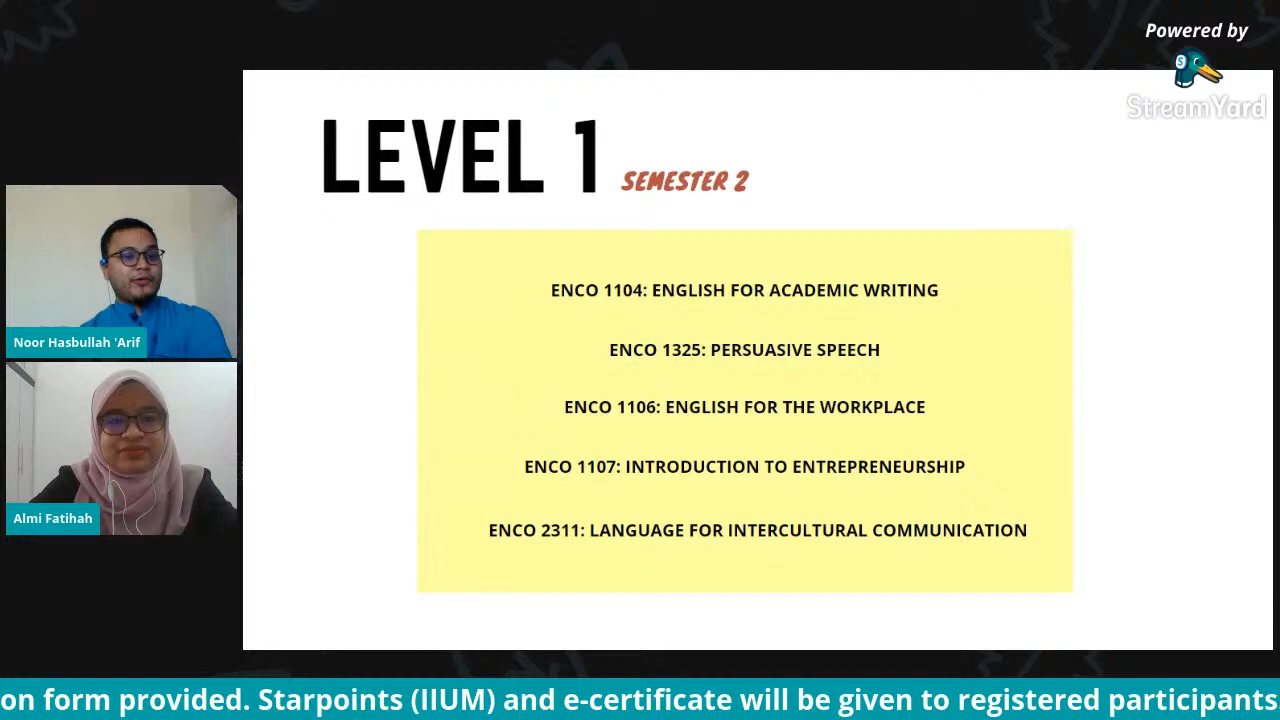 Powered by
StreamYard
LEVEL 1
SEMESTER 2
ENCO 1104: ENGLISH FOR ACADEMIC WRITING
ENCO 1325: PERSUASIVE SPEECH
ENCO 1106: ENGLISH FOR THE WORKPLACE
ENCO 1107: INTRODUCTION TO ENTREPRENEURSHIP
ENCO 2311: LANGUAGE FOR INTERCULTURAL COMMUNICATION
Noor Hasbullah 'Arif
Almi Fatihah
on form provided. Starpoints (IIUM) and e-certificate will be given to registered participants